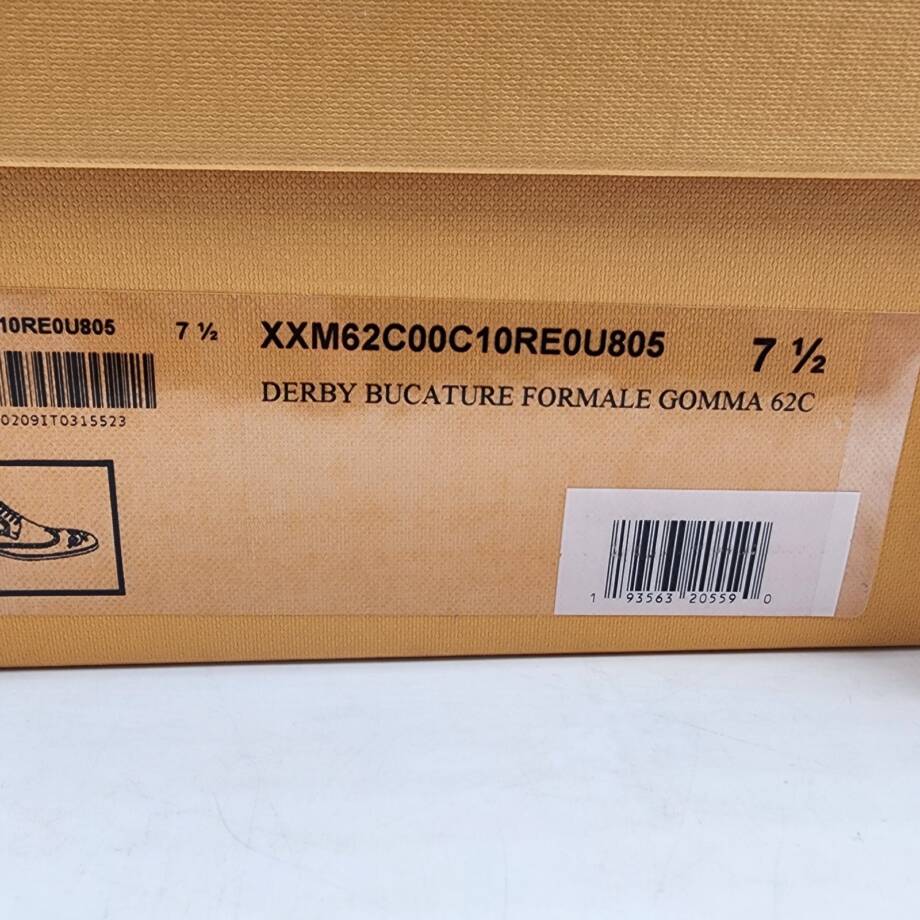 10RE0U805 7 ½
0209IT0315523
XXM62C00C10RE0U805 7 ½
DERBY BUCATURE FORMALE GOMMA 62C
1 93563 20559 0